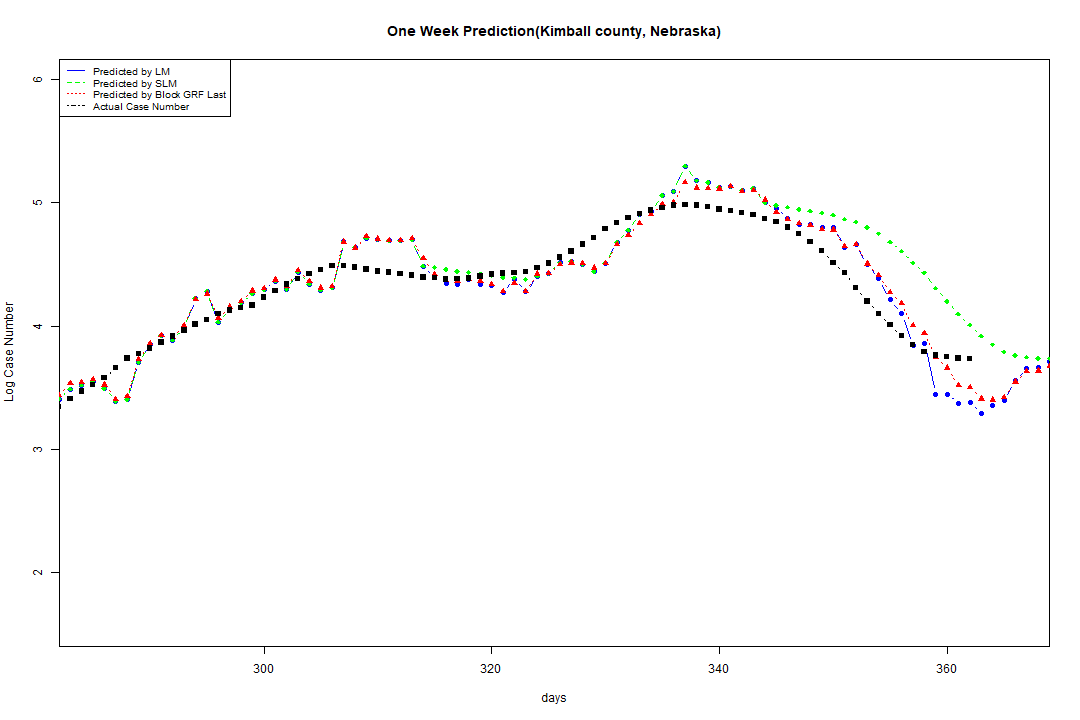 One Week Prediction(Kimball county, Nebraska)
Predicted by LM
Predicted by SLM
Predicted by Block GRF Last
Actual Case Number
6
5
4
3
2
Log Case Number
300 320 340 360
days